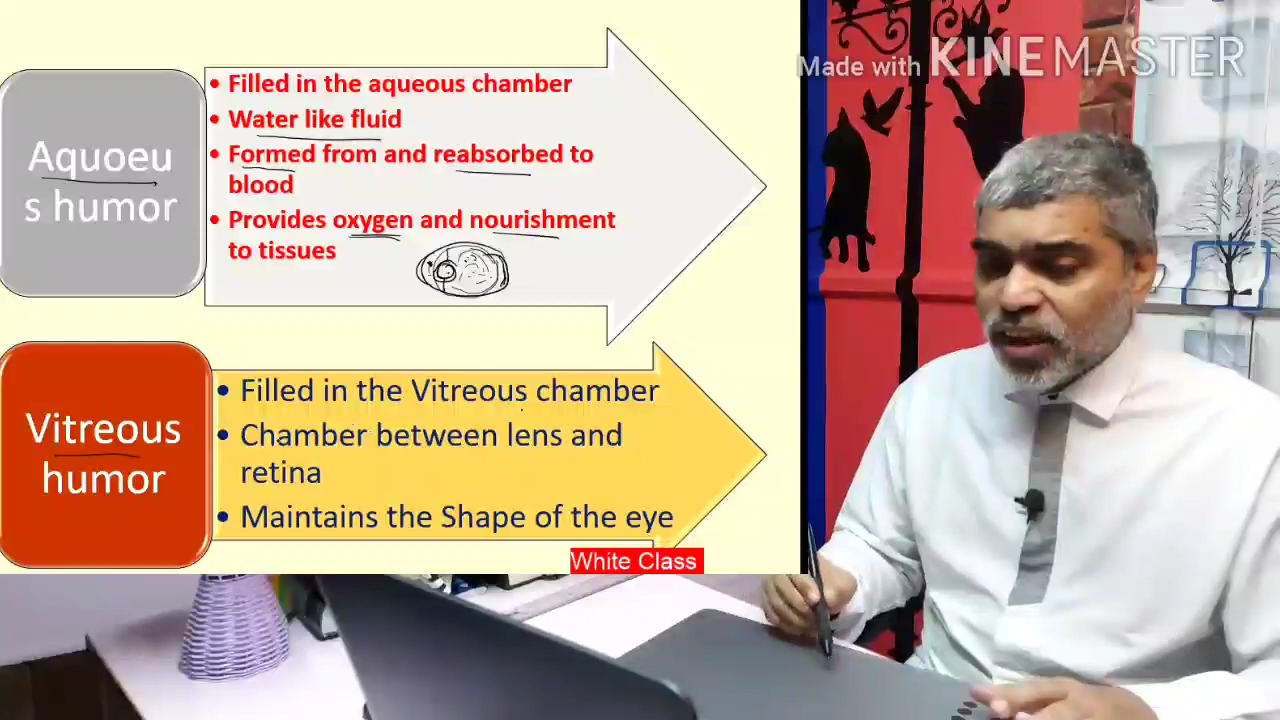 Made with KINEMASTER
Aquoeu
s humor
• Filled in the aqueous chamber
• Water like fluid
• Formed from and reabsorbed to
blood
• Provides oxygen and nourishment
to tissues
Vitreous
humor
• Filled in the Vitreous chamber
• Chamber between lens and
retina
• Maintains the Shape of the eye
White Class